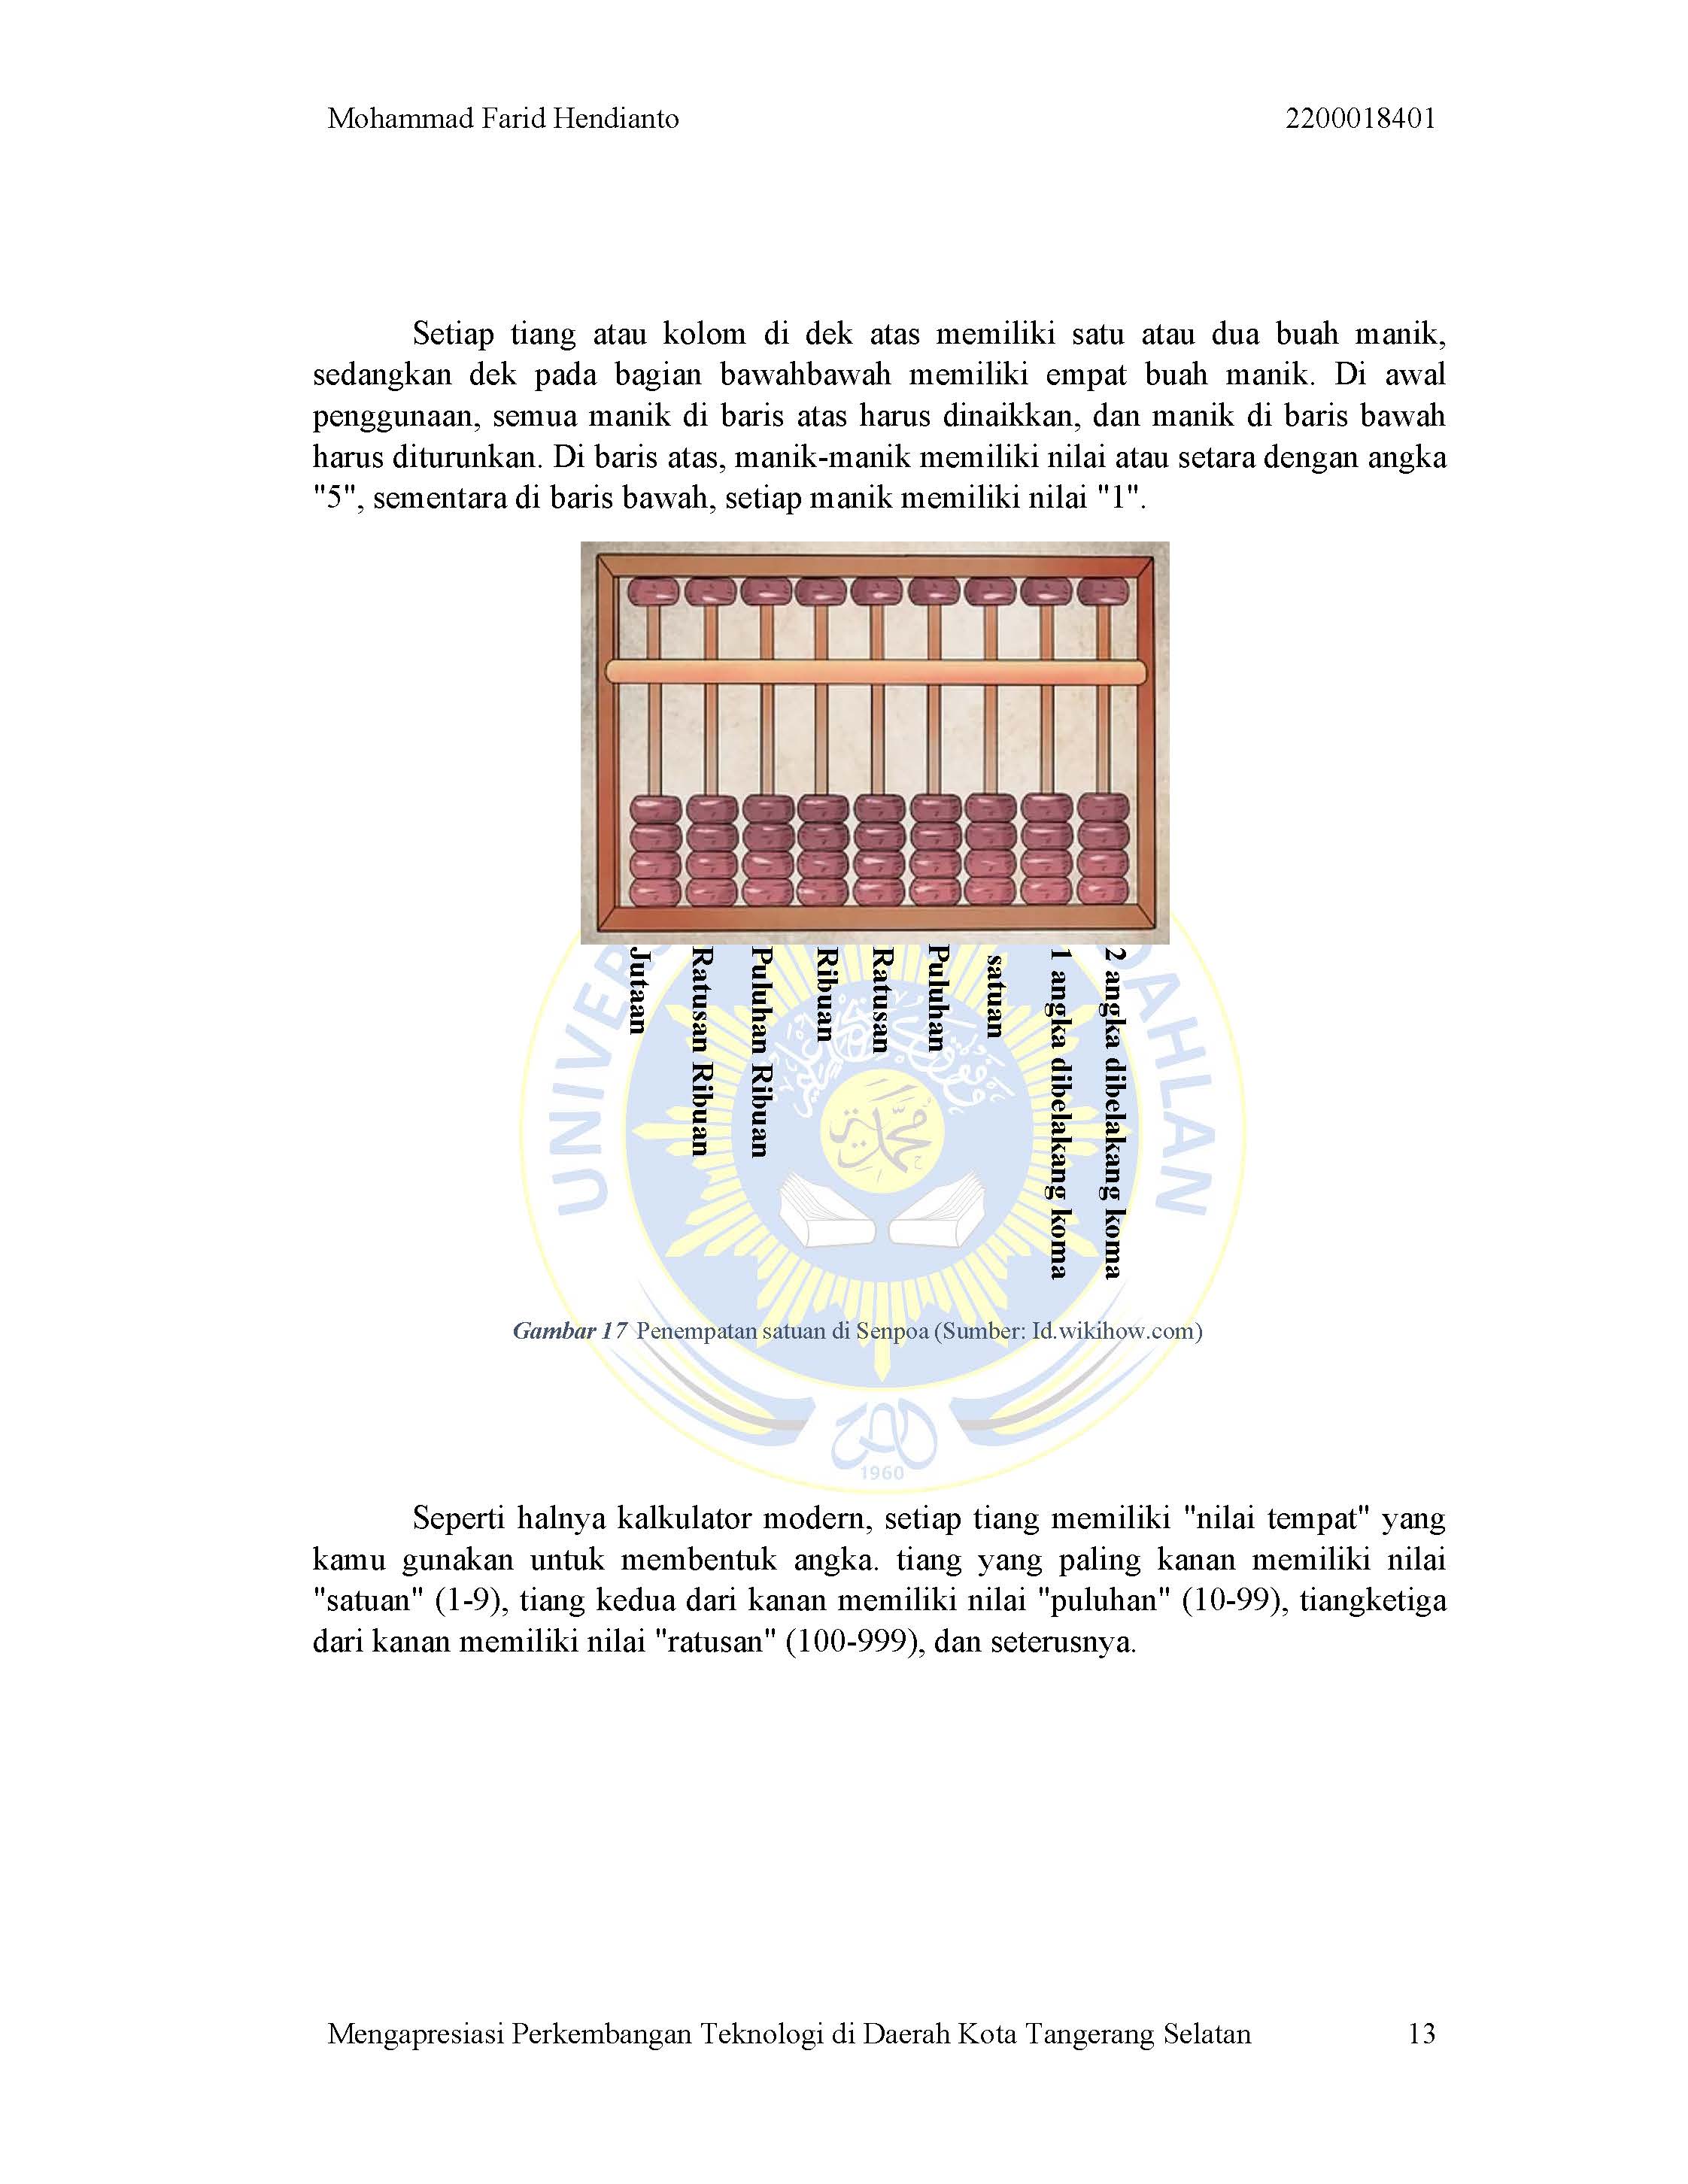 Mohammad Farid Hendianto 2200018401
Setiap tiang atau kolom di dek atas memiliki satu atau dua buah manik,
sedangkan dek pada bagian bawahbawah memiliki empat buah manik. Di awal
penggunaan, semua manik di baris atas harus dinaikkan, dan manik di baris bawah
harus diturunkan. Di baris atas, manik-manik memiliki nilai atau setara dengan angka
"5", sementara di baris bawah, setiap manik memiliki nilai "1".
Jutaan
Ratusan Ribuan
Puluhan Ribuan
Ribuan
Ratusan
Puluhan
satuan
1 angka dibelakang koma
2 angka dibelakang koma
Gambar 17 Penempatan satuan di Senpoa (Sumber: Id.wikihow.com)
1960
Seperti halnya kalkulator modern, setiap tiang memiliki "nilai tempat" yang
kamu gunakan untuk membentuk angka. tiang yang paling kanan memiliki nilai
"satuan" (1-9), tiang kedua dari kanan memiliki nilai "puluhan" (10-99), tiangketiga
dari kanan memiliki nilai "ratusan" (100-999), dan seterusnya.
Mengapresiasi Perkembangan Teknologi di Daerah Kota Tangerang Selatan 13